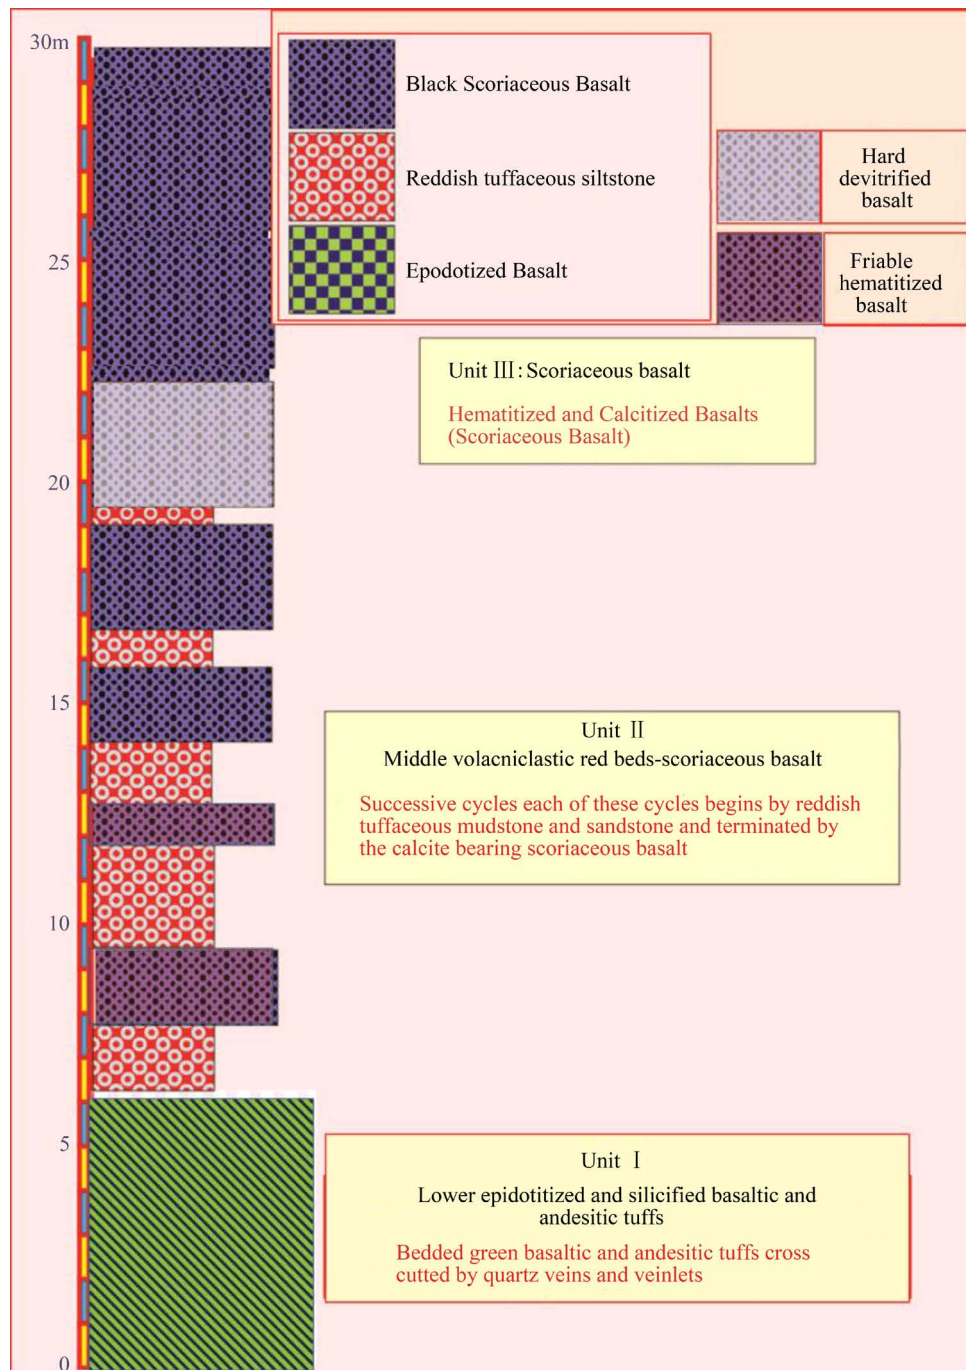 30m
25
20
15
10
5
0
Black Scoriaceous Basalt
Reddish tuffaceous siltstone
Epodotized Basalt
Hard
devitrified
basalt
Friable
hematitized
basalt
Unit Ⅲ: Scoriaceous basalt
Hematitized and Calcitized Basalts
(Scoriaceous Basalt)
Unit Ⅱ
Middle volacniclastic red beds-scoriaceous basalt
Successive cycles each of these cycles begins by reddish
tuffaceous mudstone and sandstone and terminated by
the calcite bearing scoriaceous basalt
Unit Ⅰ
Lower epidotitized and silicified basaltic and
andesitic tuffs
Bedded green basaltic and andesitic tuffs cross
cutted by quartz veins and veinlets